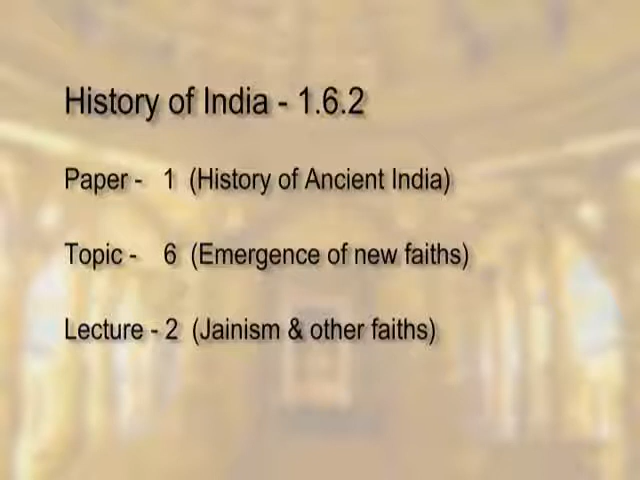 History of India - 1.6.2
Paper - 1 (History of Ancient India)
Topic - 6 (Emergence of new faiths)
Lecture - 2 (Jainism & other faiths)